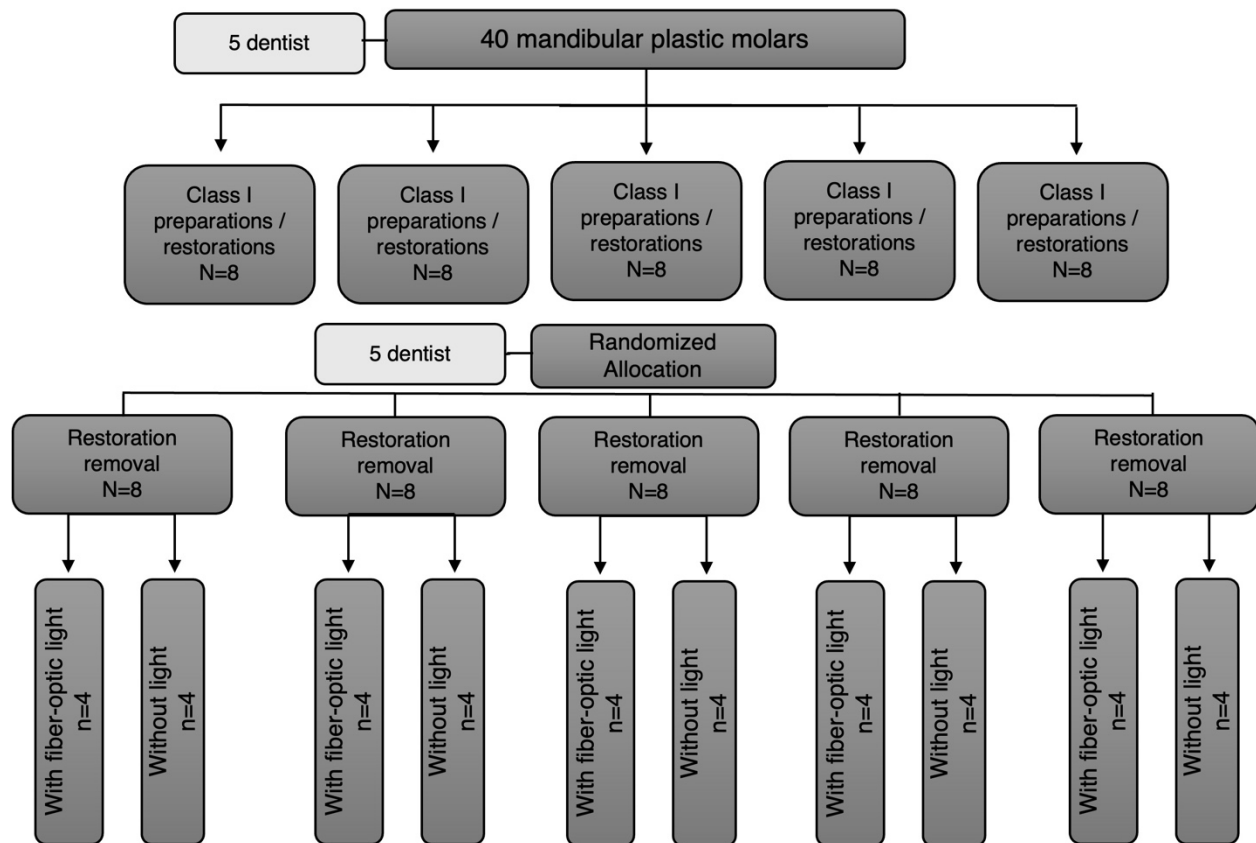 5 dentist
40 mandibular plastic molars
Class I
preparations /
restorations
N=8
Class I
preparations /
restorations
N=8
Class I
preparations /
restorations
N=8
Class I
preparations /
restorations
N=8
Class I
preparations /
restorations
N=8
5 dentist
Randomized
Allocation
Restoration
removal
N=8
Restoration
removal
N=8
Restoration
removal
N=8
Restoration
removal
N=8
Restoration
removal
N=8
With fiber-optic light
n=4
Without light
n=4
With fiber-optic light
n=4
Without light
n=4
With fiber-optic light
n=4
Without light
n=4
With fiber-optic light
n=4
Without light
n=4
With fiber-optic light
n=4
Without light
n=4